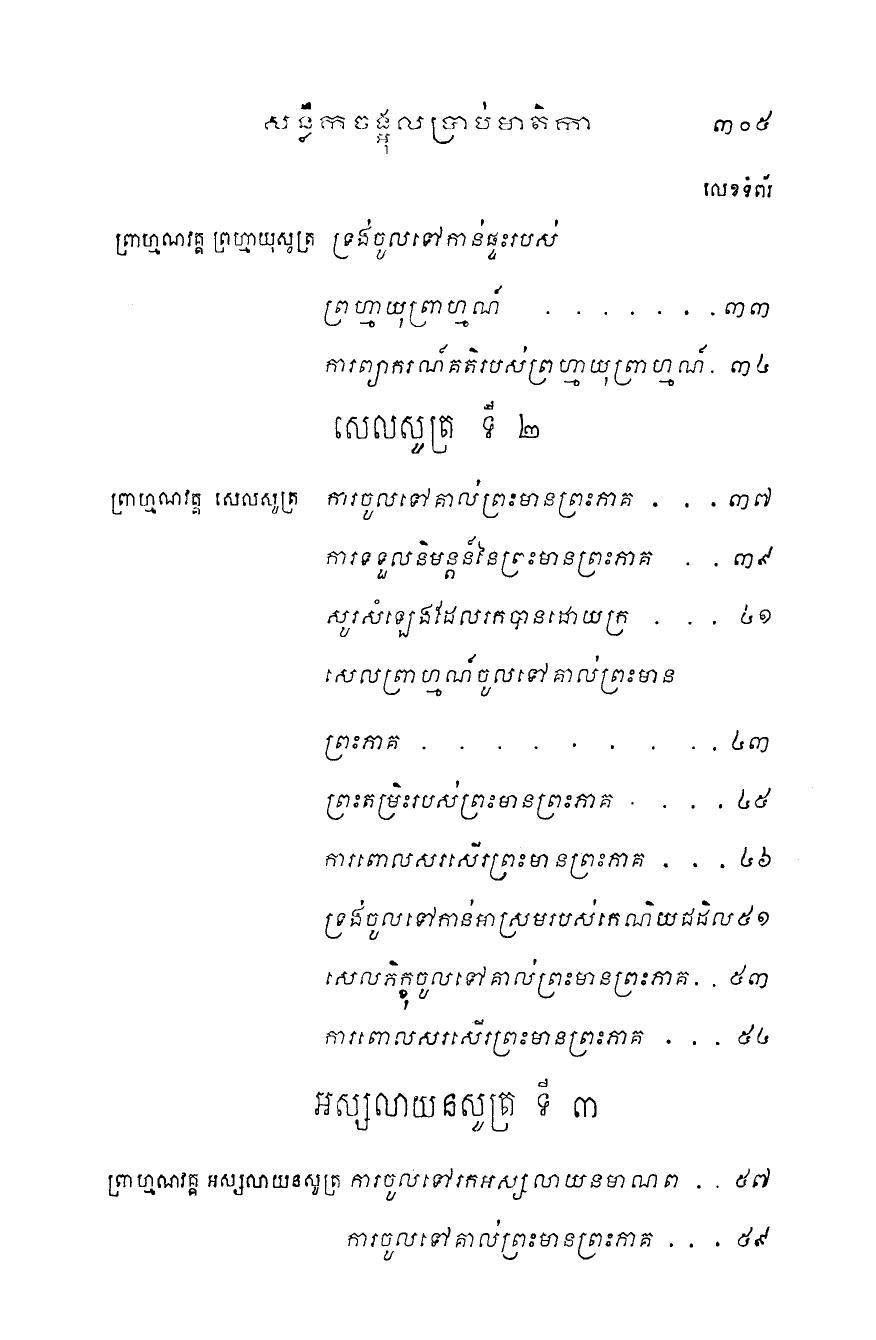 សន្លឹកចង្អុលប្រាប់មាតិកា ៣០៥
លេខទំព័រ
ព្រាហ្មណវគ្គ ព្រហ្មាយុសូត្រ ទ្រង់ចូលទៅកាន់ផ្ទះរបស់
ព្រហ្មាយុព្រាហ្មណ៍ . . . . . . . ៣៣
ការព្យាករណ៍គតិរបស់ព្រហ្មាយុព្រាហ្មណ៍. ៣៤
សេលសូត្រ ទី ២
ព្រាហ្មណវគ្គ សេលសូត្រ ការចូលទៅគាល់ព្រះមានព្រះភាគ . . . ៣៧
ការទទួលនិមន្តន៍នៃព្រះមានព្រះភាគ . . ៣៩
សូរសំឡេងដែលរកបានដោយក្រ . . . ៤១
សេលព្រាហ្មណ៍ចូលទៅគាល់ព្រះមាន
ព្រះភាគ . . . . . . . . . ៤៣
ព្រះតម្រិះរបស់ព្រះមានព្រះភាគ . . . . ៤៥
ការពោលសរសើរព្រះមានព្រះភាគ . . . ៤៦
ទ្រង់ចូលទៅកាន់អាស្រមរបស់កេណិយជដិល៥១
សេលភិក្ខុចូលទៅគាល់ព្រះមានព្រះភាគ. . ៥៣
ការពោលសរសើរព្រះមានព្រះភាគ . . . ៥៤
អស្សលាយនសូត្រ ទី ៣
ព្រាហ្មណវគ្គ អស្សលាយនសូត្រ ការចូលទៅរកអស្សលាយនមាណព . . ៥៧
ការចូលទៅគាល់ព្រះមានព្រះភាគ . . . ៥៩